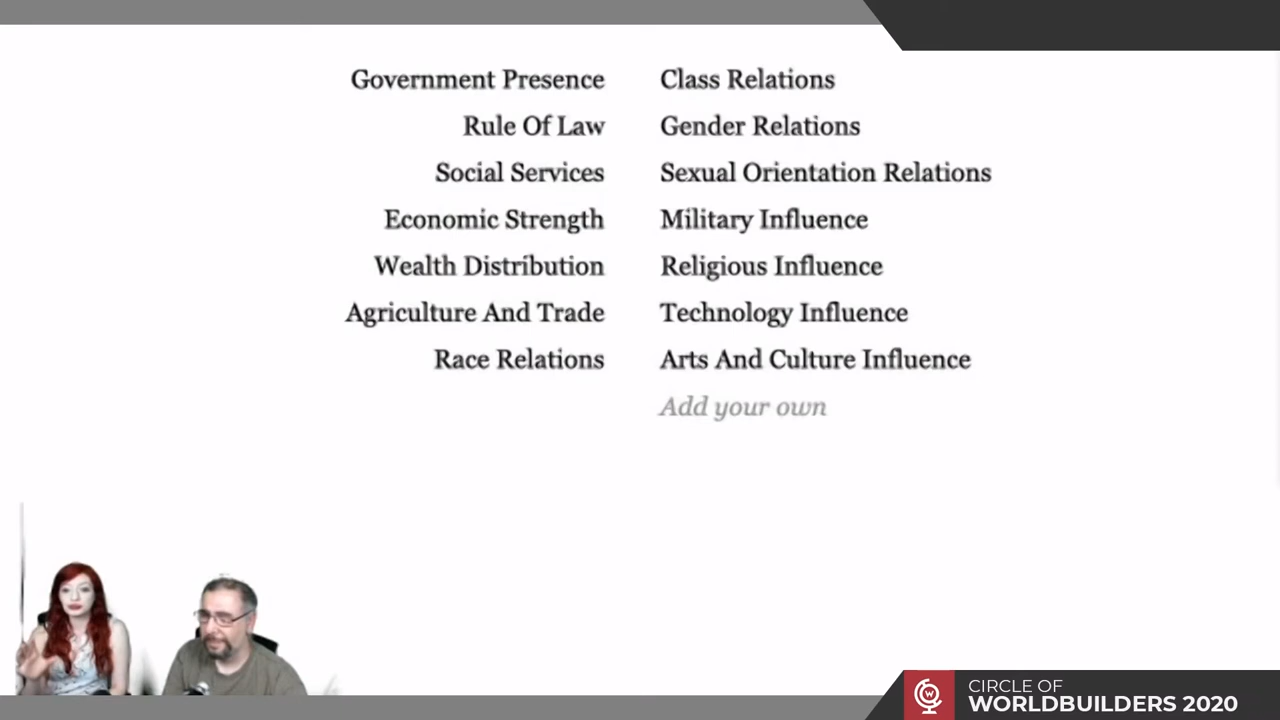 Government Presence
Rule Of Law
Social Services
Economic Strength
Wealth Distribution
Agriculture And Trade
Race Relations
Class Relations
Gender Relations
Sexual Orientation Relations
Military Influence
Religious Influence
Technology Influence
Arts And Culture Influence
Add your own
W
CIRCLE OF
WORLDBUILDERS 2020